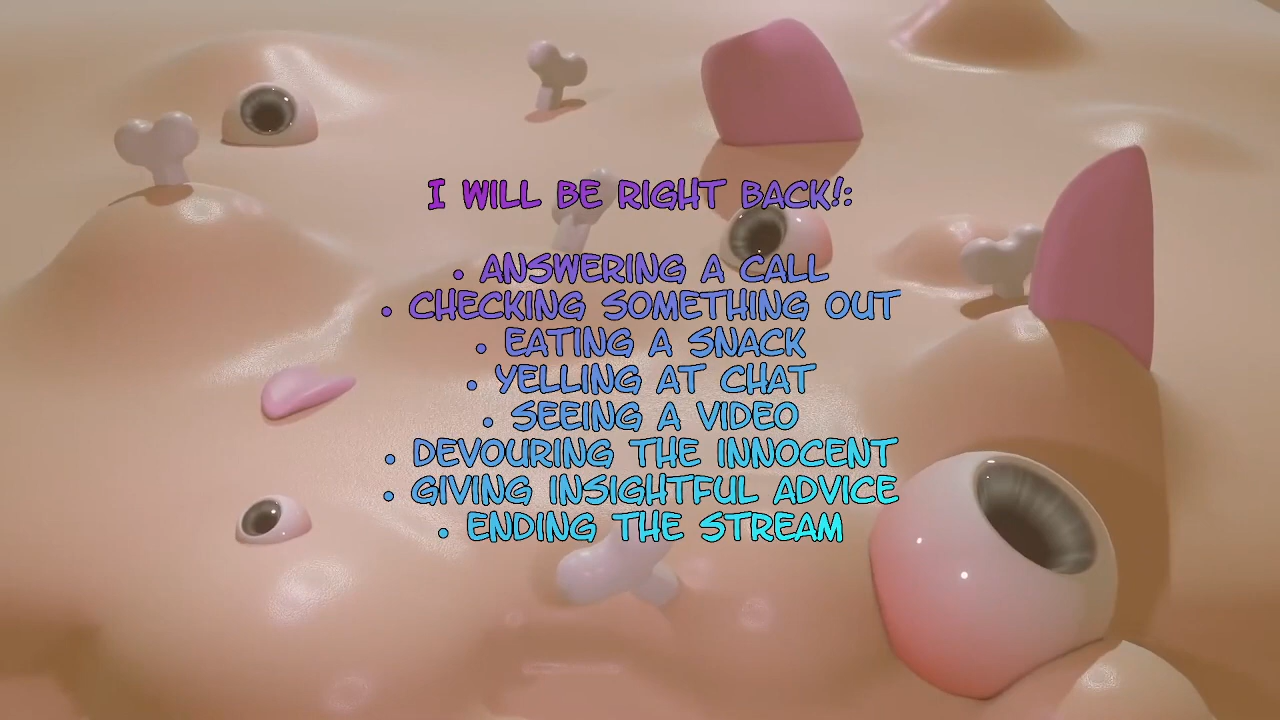 I WILL BE RIGHT BACK!:
• ANSWERING A CALL
• CHECKING SOMETHING OUT
• EATING A SNACK
• YELLING AT CHAT
• SEEING A VIDEO
• DEVOURING THE INNOCENT
• GIVING INSIGHTFUL ADVICE
• ENDING THE STREAM